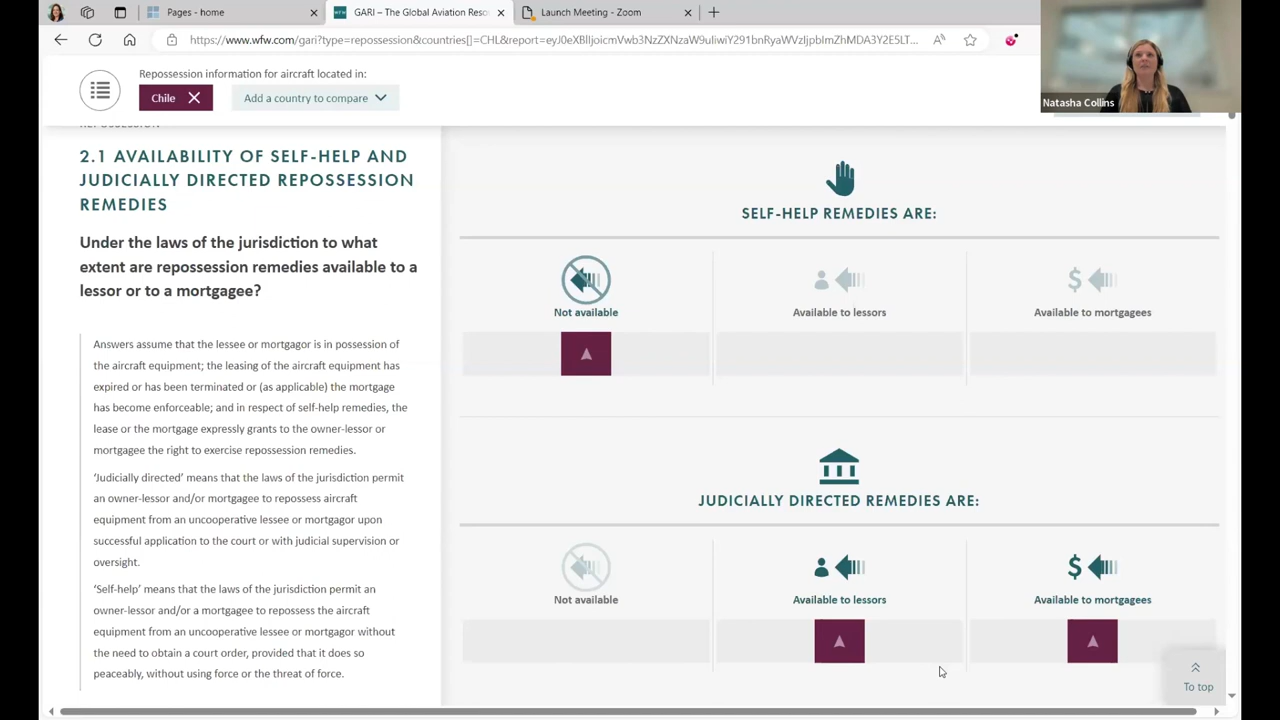 Pages - home
GARI – The Global Aviation Reso
Launch Meeting - Zoom
https://www.wfw.com/gari?type=repossession&countries[]=CHL&report=
Repossession information for aircraft located in:
Chile
Add a country to compare
Natasha Collins
REPOSSESSION
2.1 AVAILABILITY OF SELF-HELP AND
JUDICIALLY DIRECTED REPOSSESSION
REMEDIES
Under the laws of the jurisdiction to what
extent are repossession remedies available to a
lessor or to a mortgagee?
Answers assume that the lessee or mortgagor is in possession of
the aircraft equipment; the leasing of the aircraft equipment has
expired or has been terminated or (as applicable) the mortgage
has become enforceable; and in respect of self-help remedies, the
lease or the mortgage expressly grants to the owner-lessor or
mortgagee the right to exercise repossession remedies.
‘Judicially directed’ means that the laws of the jurisdiction permit
an owner-lessor and/or mortgagee to repossess aircraft
equipment from an uncooperative lessee or mortgagor upon
successful application to the court or with judicial supervision or
oversight.
‘Self-help’ means that the laws of the jurisdiction permit an
owner-lessor and/or a mortgagee to repossess the aircraft
equipment from an uncooperative lessee or mortgagor without
the need to obtain a court order, provided that it does so
peaceably, without using force or the threat of force.
SELF-HELP REMEDIES ARE:
Not available
Available to lessors
Available to mortgagees
JUDICIALLY DIRECTED REMEDIES ARE:
Not available
Available to lessors
Available to mortgagees
To top